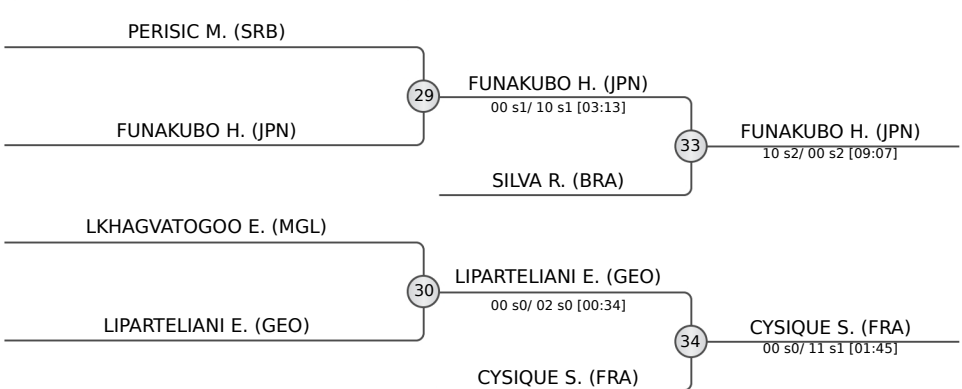 PERISIC M. (SRB)
29
FUNAKUBO H. (JPN)
FUNAKUBO H. (JPN)
00 s1/ 10 s1 [03:13]
33
FUNAKUBO H. (JPN)
10 s2/ 00 s2 [09:07]
SILVA R. (BRA)
LKHAGVATOGOO E. (MGL)
30
LIPARTELIANI E. (GEO)
LIPARTELIANI E. (GEO)
00 s0/ 02 s0 [00:34]
34
CYSIQUE S. (FRA)
00 s0/ 11 s1 [01:45]
CYSIQUE S. (FRA)